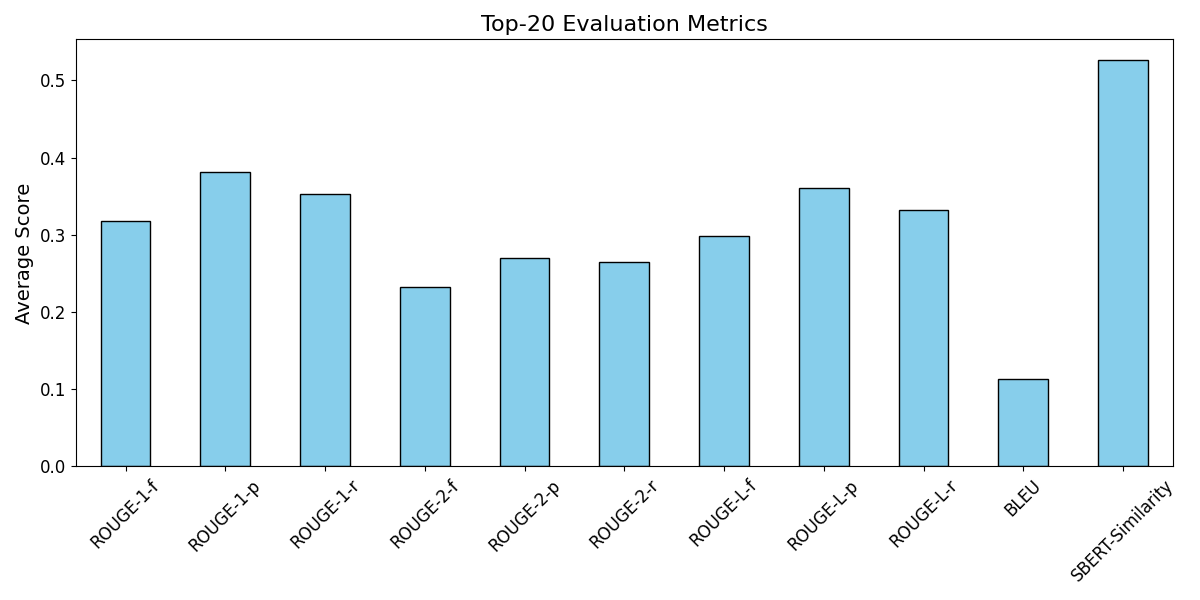 Top-20 Evaluation Metrics
Average Score
0.5
0.4
0.3
0.2
0.1
0.0
ROUGE-1-f
ROUGE-1-p
ROUGE-1-r
ROUGE-2-f
ROUGE-2-p
ROUGE-2-r
ROUGE-L-f
ROUGE-L-p
ROUGE-L-r
BLEU
SBERT-Similarity